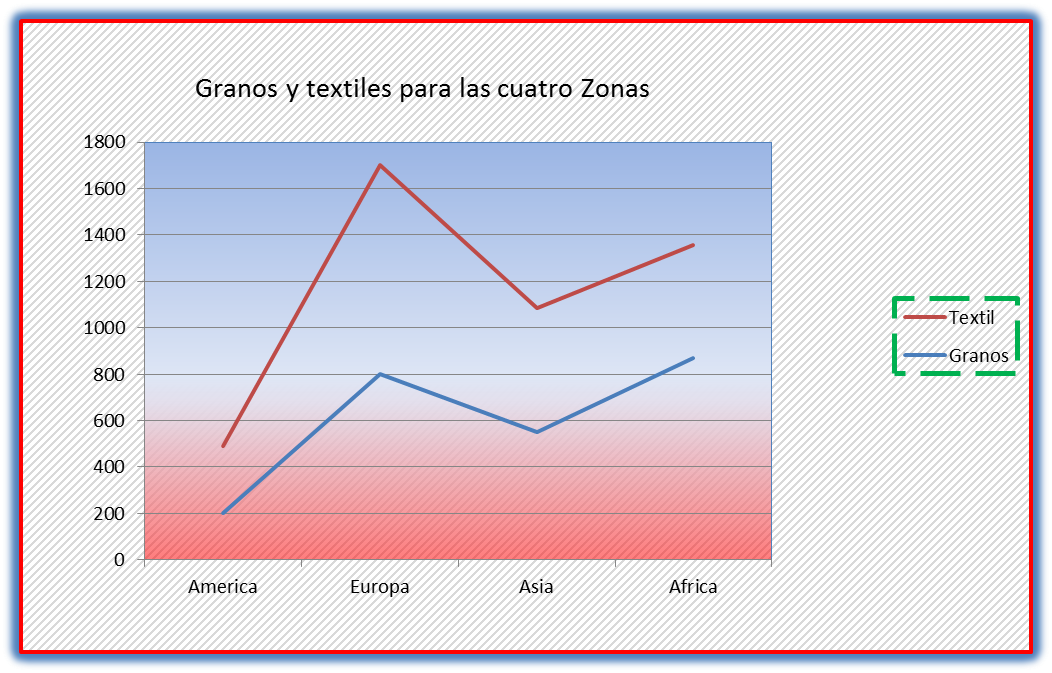 Granos y textiles para las cuatro Zonas
1800
1600
1400
1200
1000
800
600
400
200
0
America Europa Asia Africa
Textil
Granos